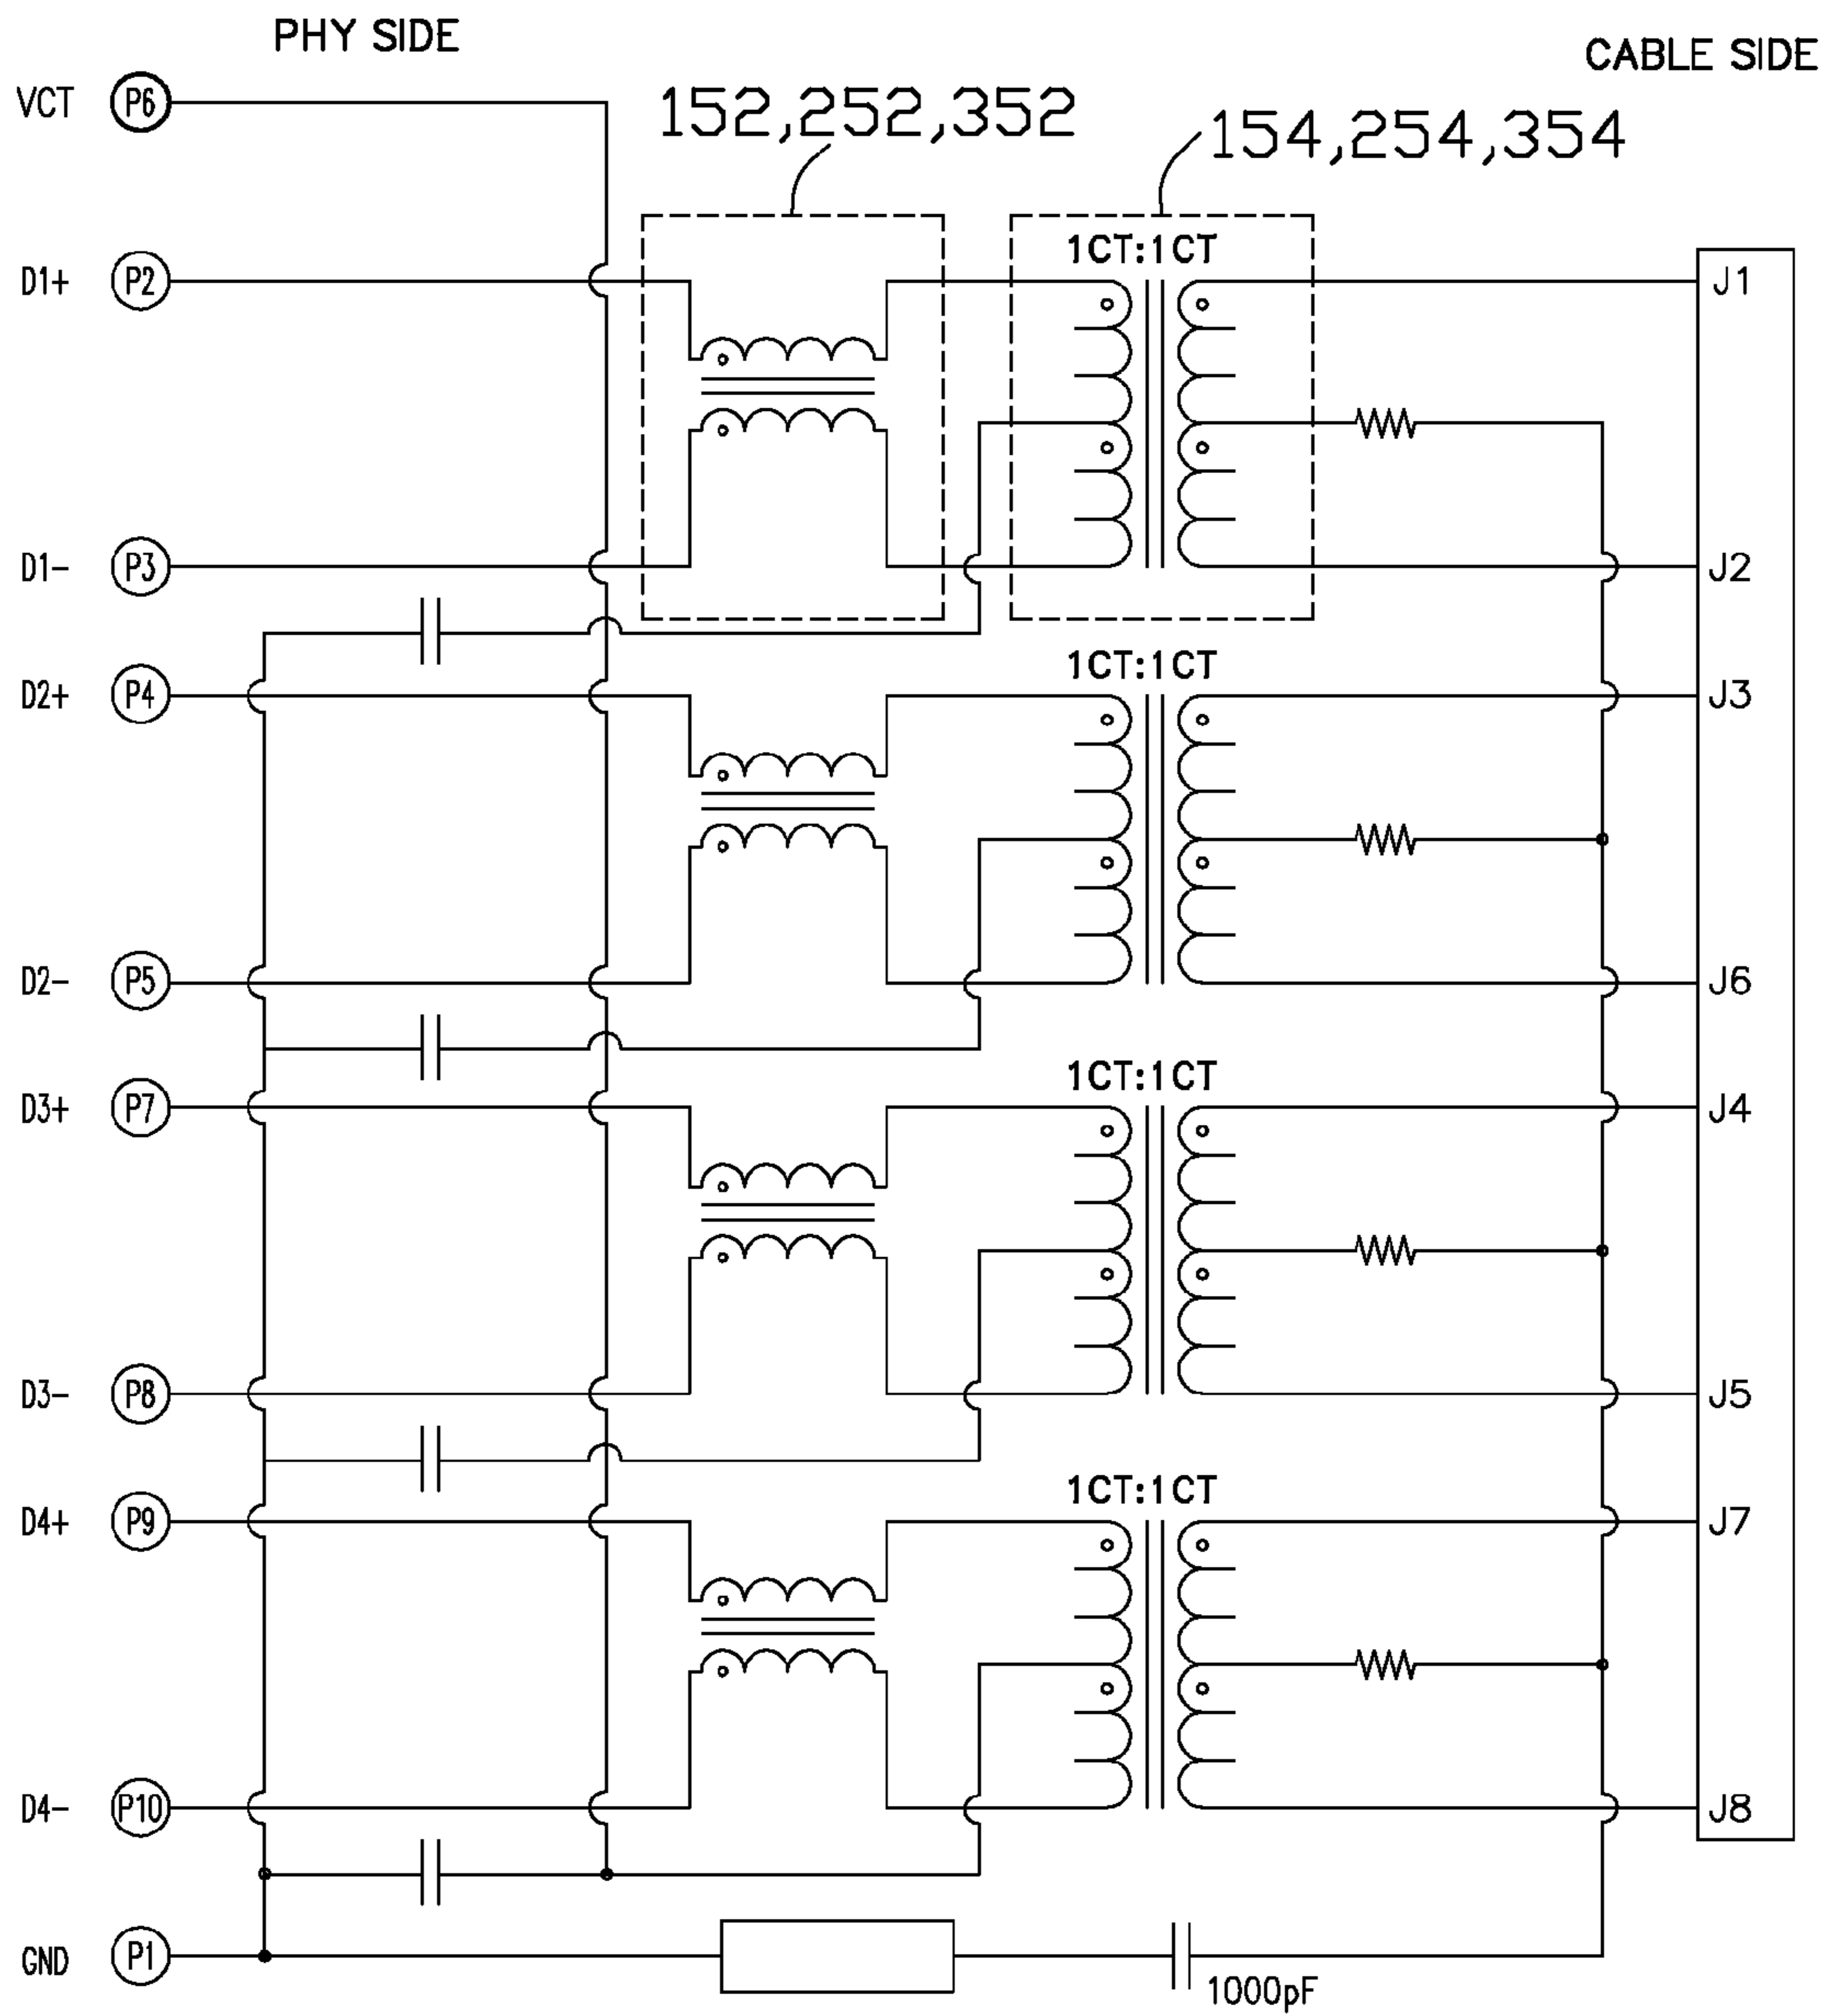 PHY SIDE
CABLE SIDE
VCT P6
152,252,352
154,254,354
1CT:1CT
D1+ P2 J1
D1- P3 J2
1CT:1CT
D2+ P4 J3
D2- P5 J6
1CT:1CT
D3+ P7 J4
D3- P8 J5
1CT:1CT
D4+ P9 J7
D4- P10 J8
GND P1
1000pF